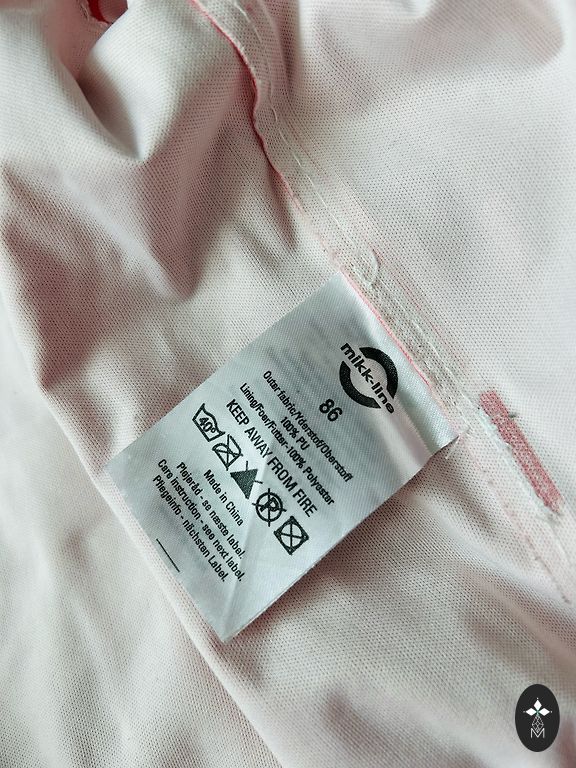 mikk-line
86
Outer fabric/Yderstof/Oberstoff
100% PU
Lining/Foer/Futter-100% Polyester
KEEP AWAY FROM FIRE
40°
P
Made in China
Plejeråd - se næste label.
Care instruction - see next label.
Pflegeinfo - nächsten Label.
M